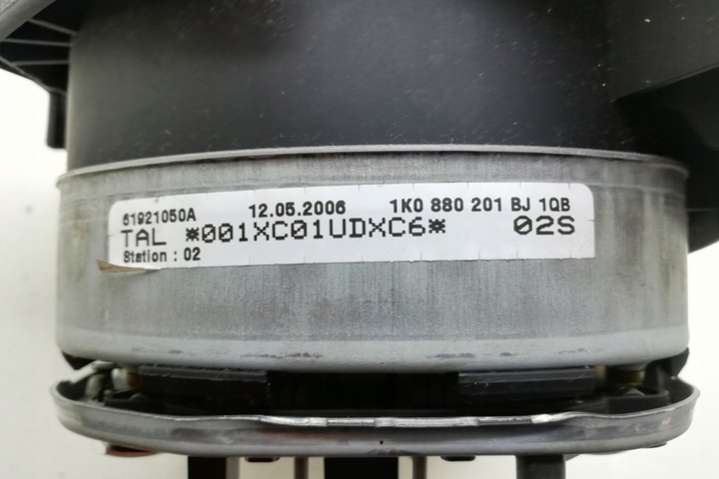 61921050A 12.05.2006 1K0 880 201 BJ 1QB
TAL *001XC01UDXC6* 02S
Station : 02